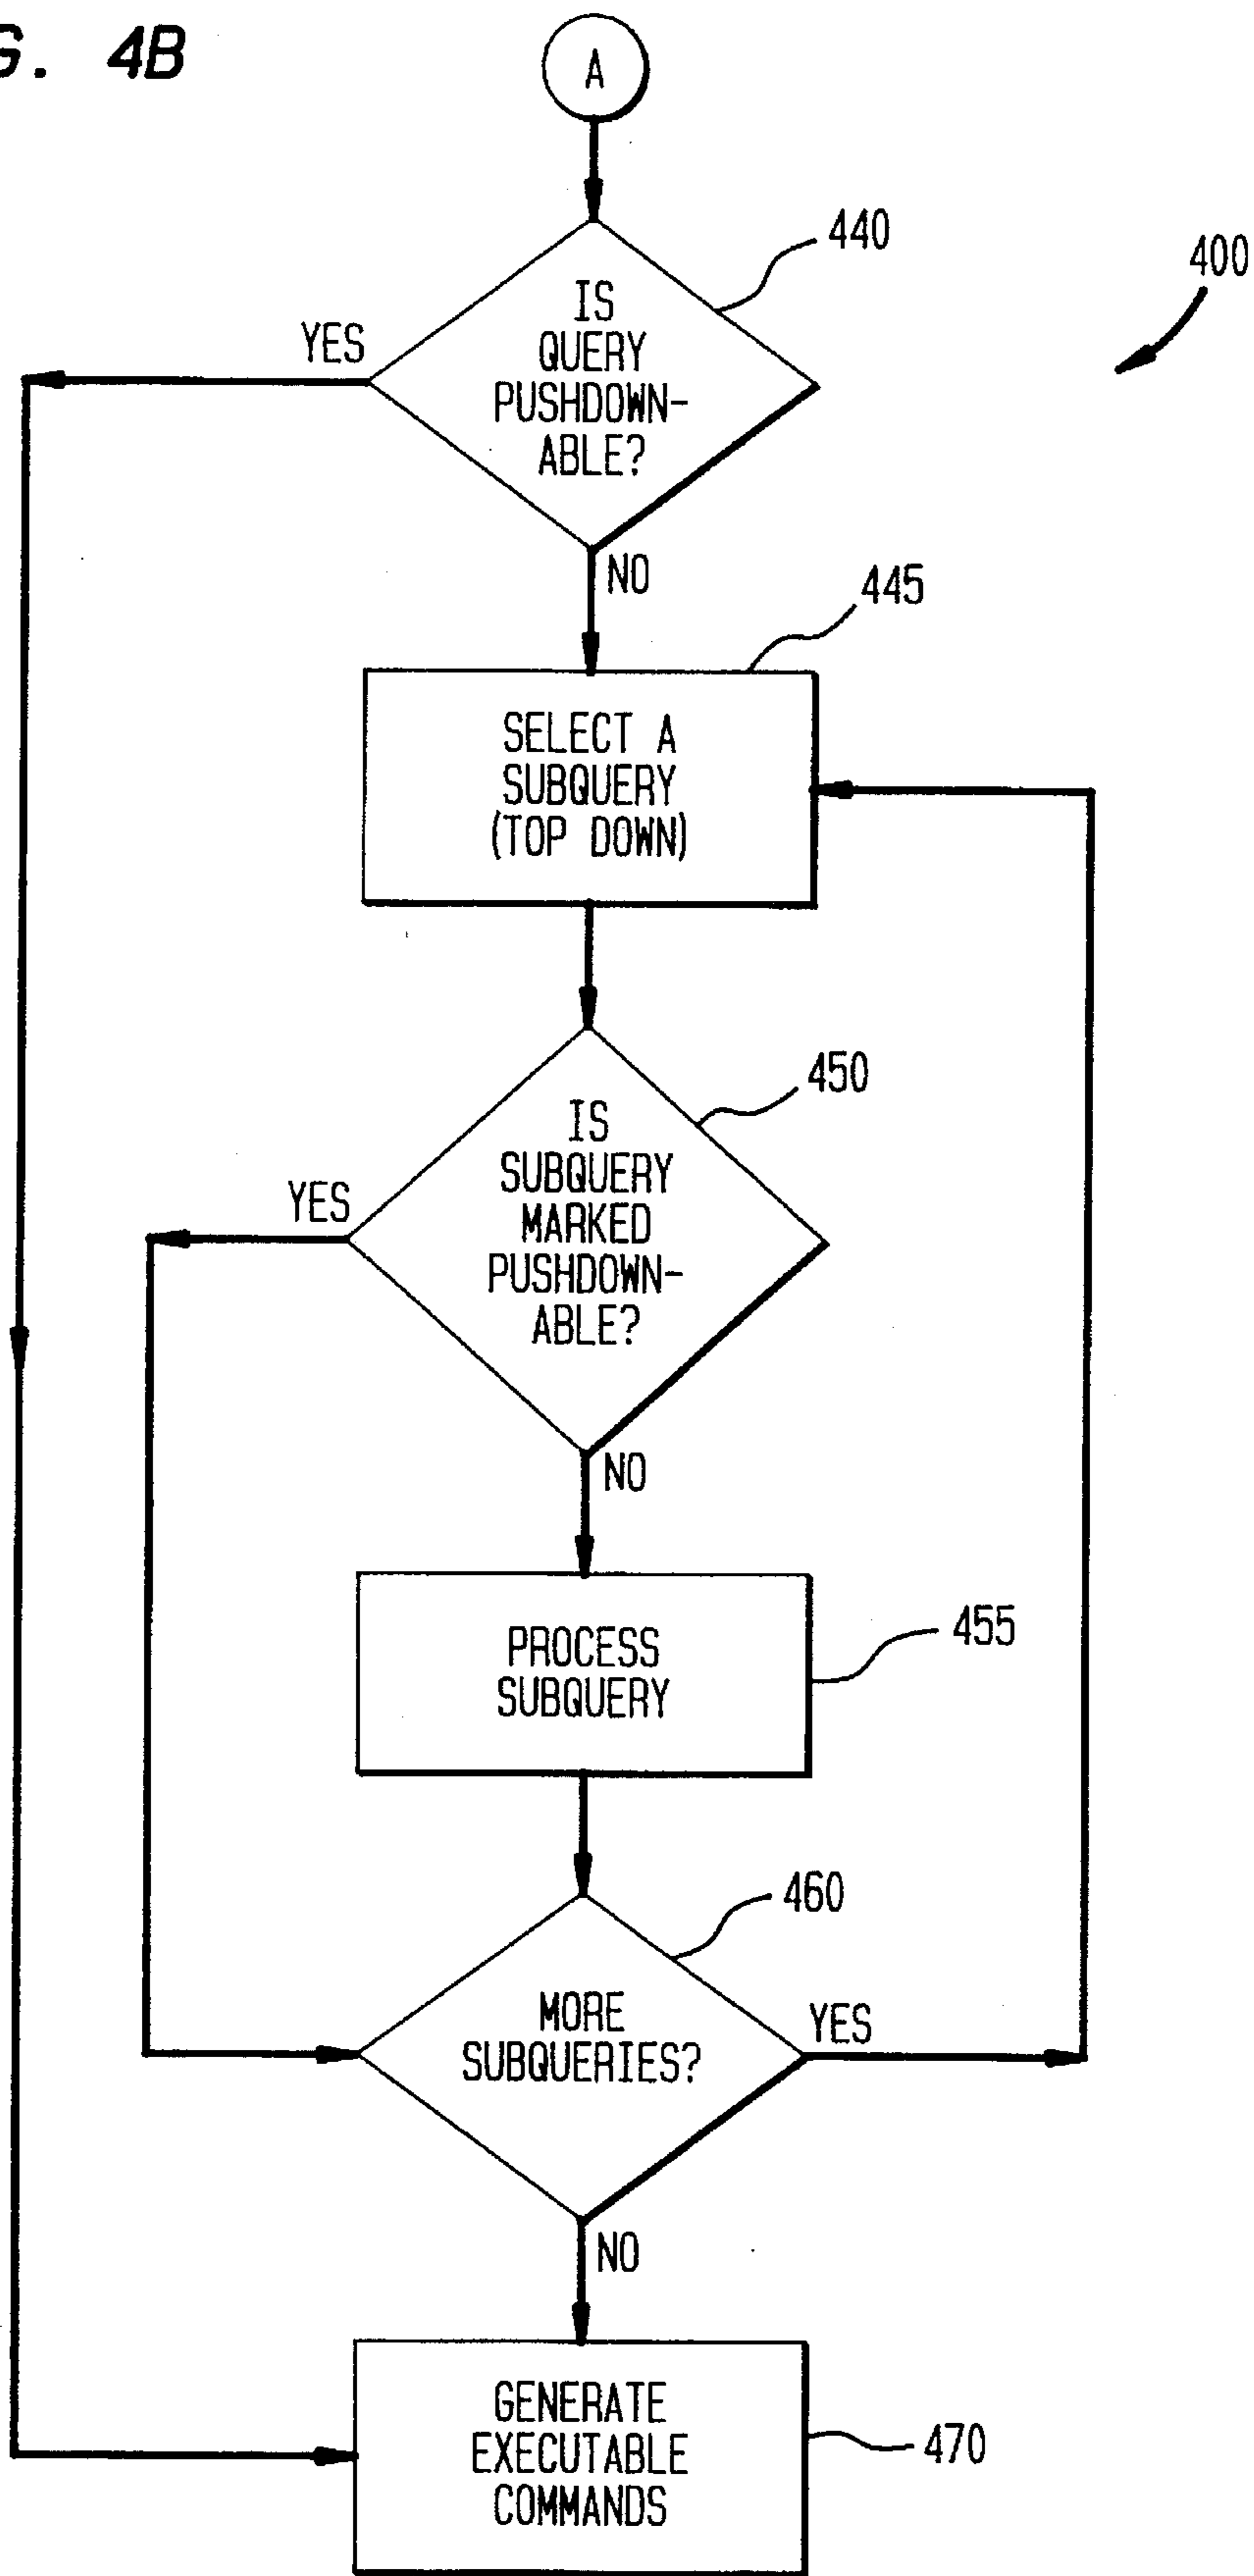 G. 4B
A
440
400
IS
QUERY
PUSHDOWN-
ABLE?
YES
NO
445
SELECT A
SUBQUERY
(TOP DOWN)
450
IS
SUBQUERY
MARKED
PUSHDOWN-
ABLE?
YES
NO
455
PROCESS
SUBQUERY
460
MORE
SUBQUERIES?
YES
NO
GENERATE
EXECUTABLE
COMMANDS
470